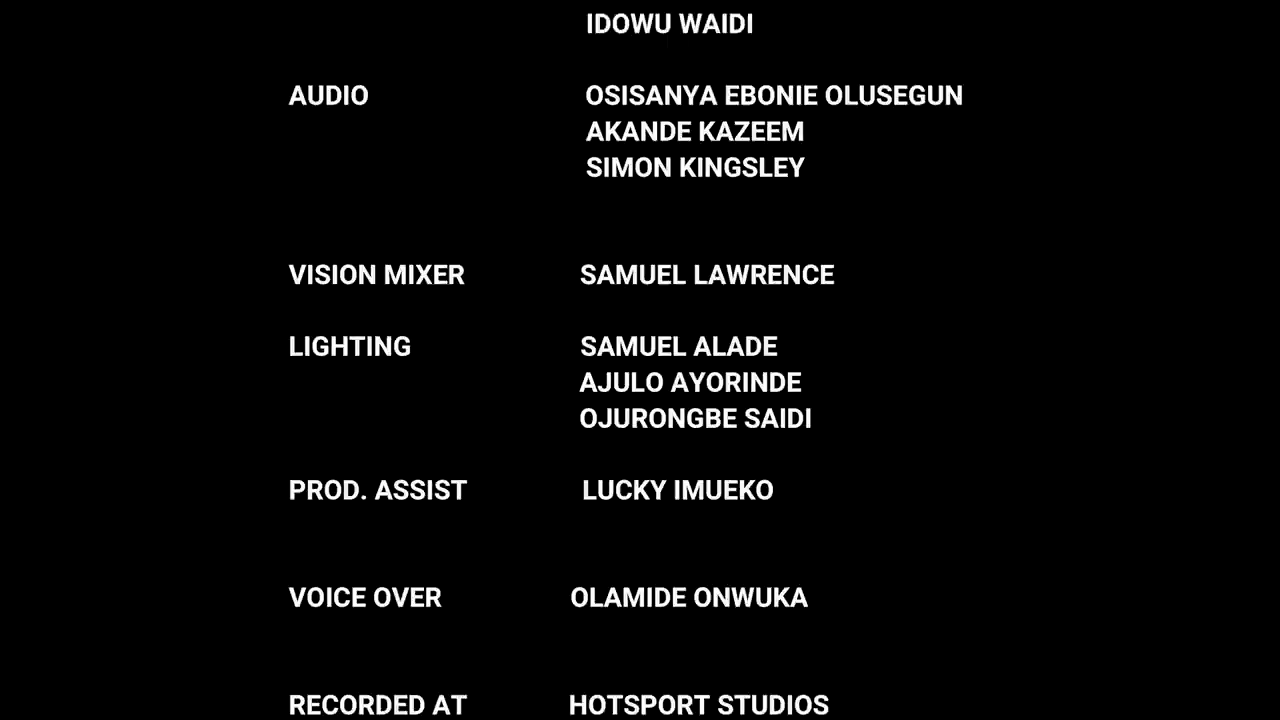 IDOWU WAIDI
AUDIO OSISANYA EBONIE OLUSEGUN
AKANDE KAZEEM
SIMON KINGSLEY
VISION MIXER SAMUEL LAWRENCE
LIGHTING SAMUEL ALADE
AJULO AYORINDE
OJURONGBE SAIDI
PROD. ASSIST LUCKY IMUEKO
VOICE OVER OLAMIDE ONWUKA
RECORDED AT HOTSPORT STUDIOS